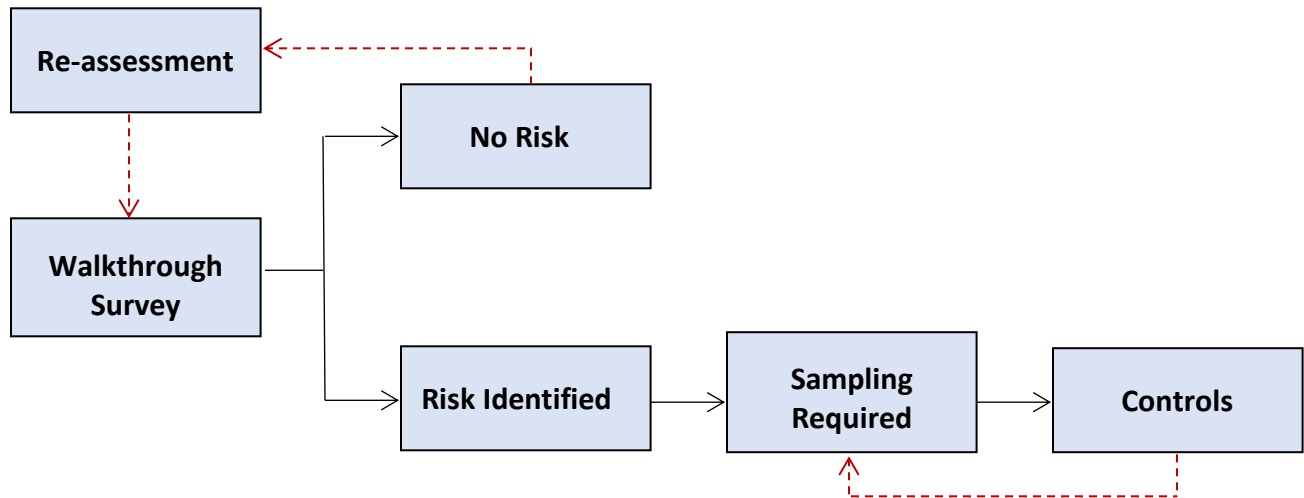 Re-assessment
No Risk
Walkthrough
Survey
Risk Identified
Sampling
Required
Controls